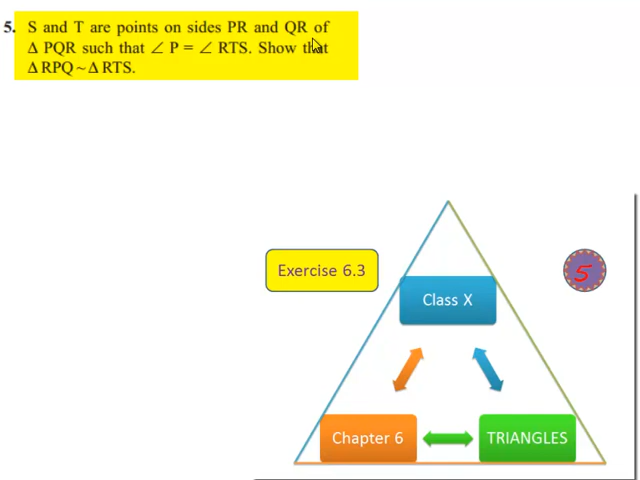 5. S and T are points on sides PR and QR of
Δ PQR such that ∠ P = ∠ RTS. Show that
Δ RPQ ~ Δ RTS.
Exercise 6.3
5
Class X
Chapter 6
TRIANGLES